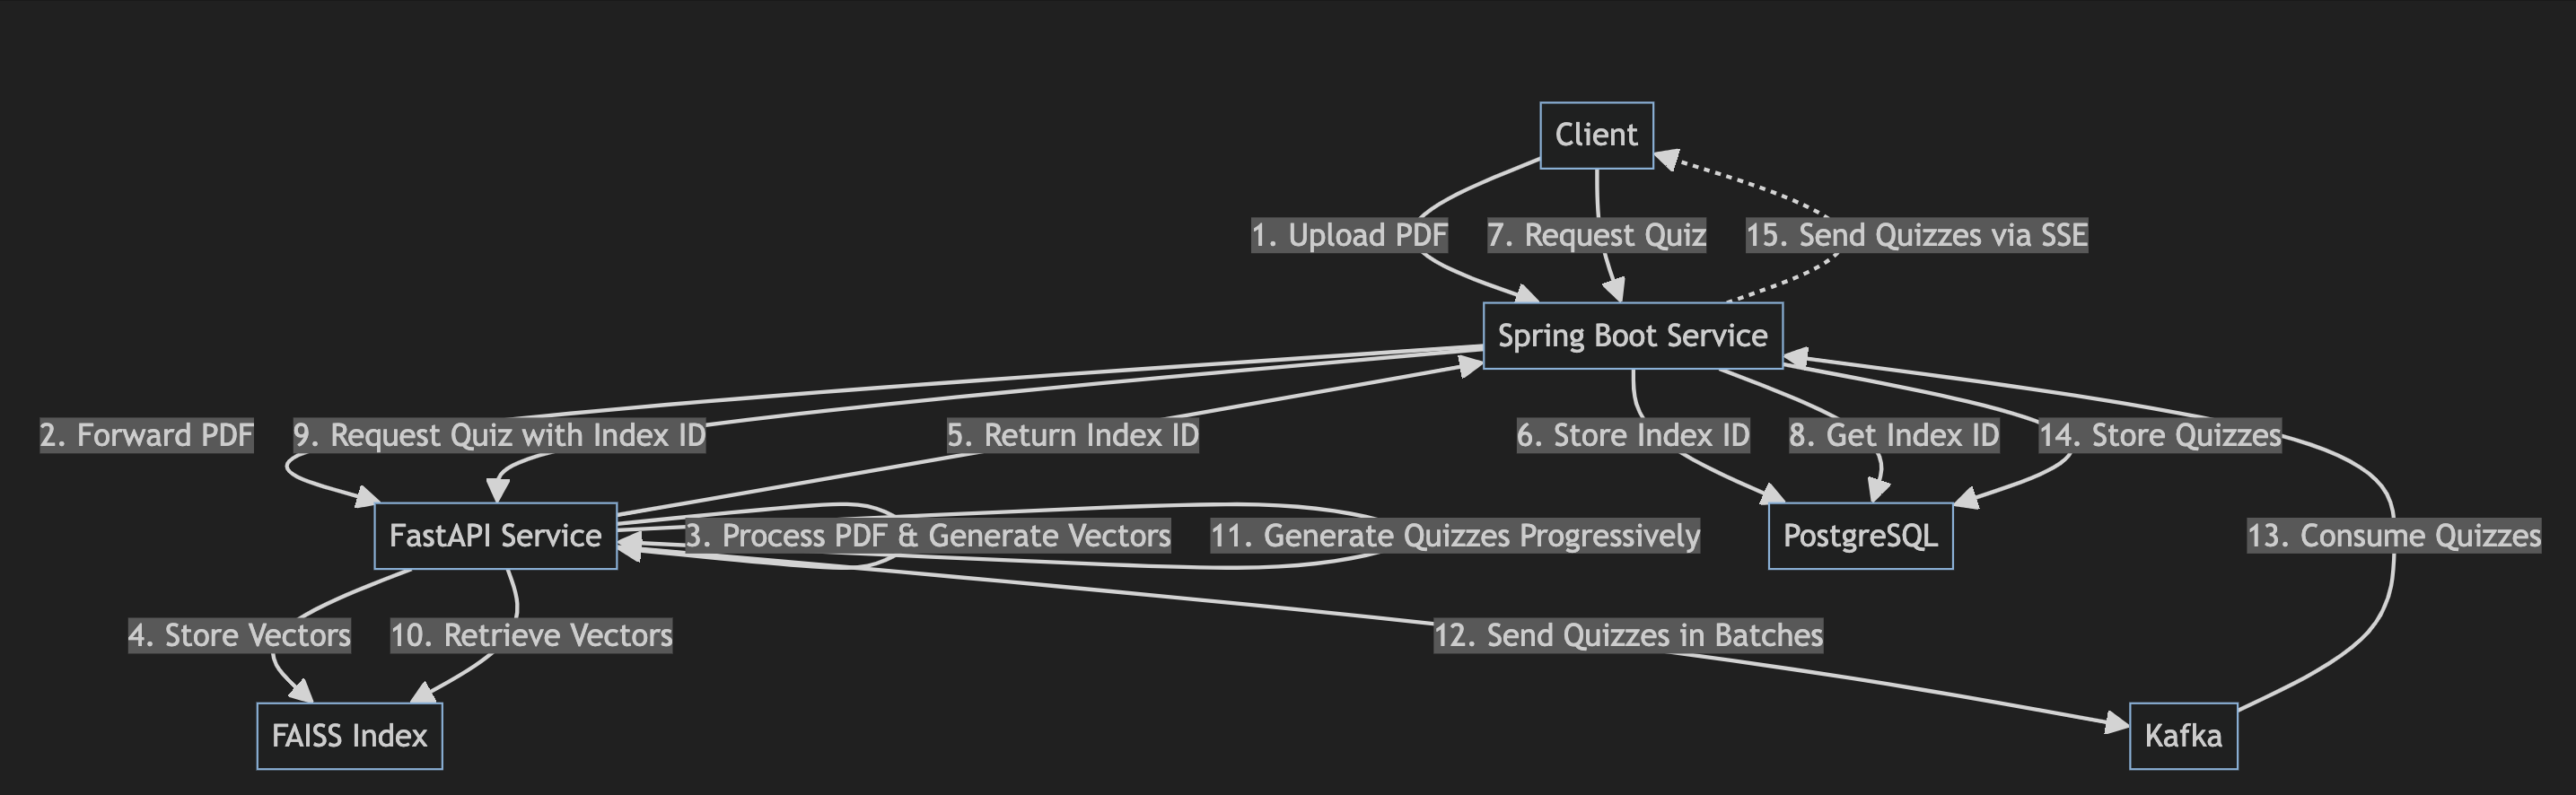 Client
1. Upload PDF
7. Request Quiz
15. Send Quizzes via SSE
Spring Boot Service
2. Forward PDF
9. Request Quiz with Index ID
5. Return Index ID
6. Store Index ID
8. Get Index ID
14. Store Quizzes
FastAPI Service
3. Process PDF & Generate Vectors
11. Generate Quizzes Progressively
PostgreSQL
13. Consume Quizzes
4. Store Vectors
10. Retrieve Vectors
12. Send Quizzes in Batches
FAISS Index
Kafka